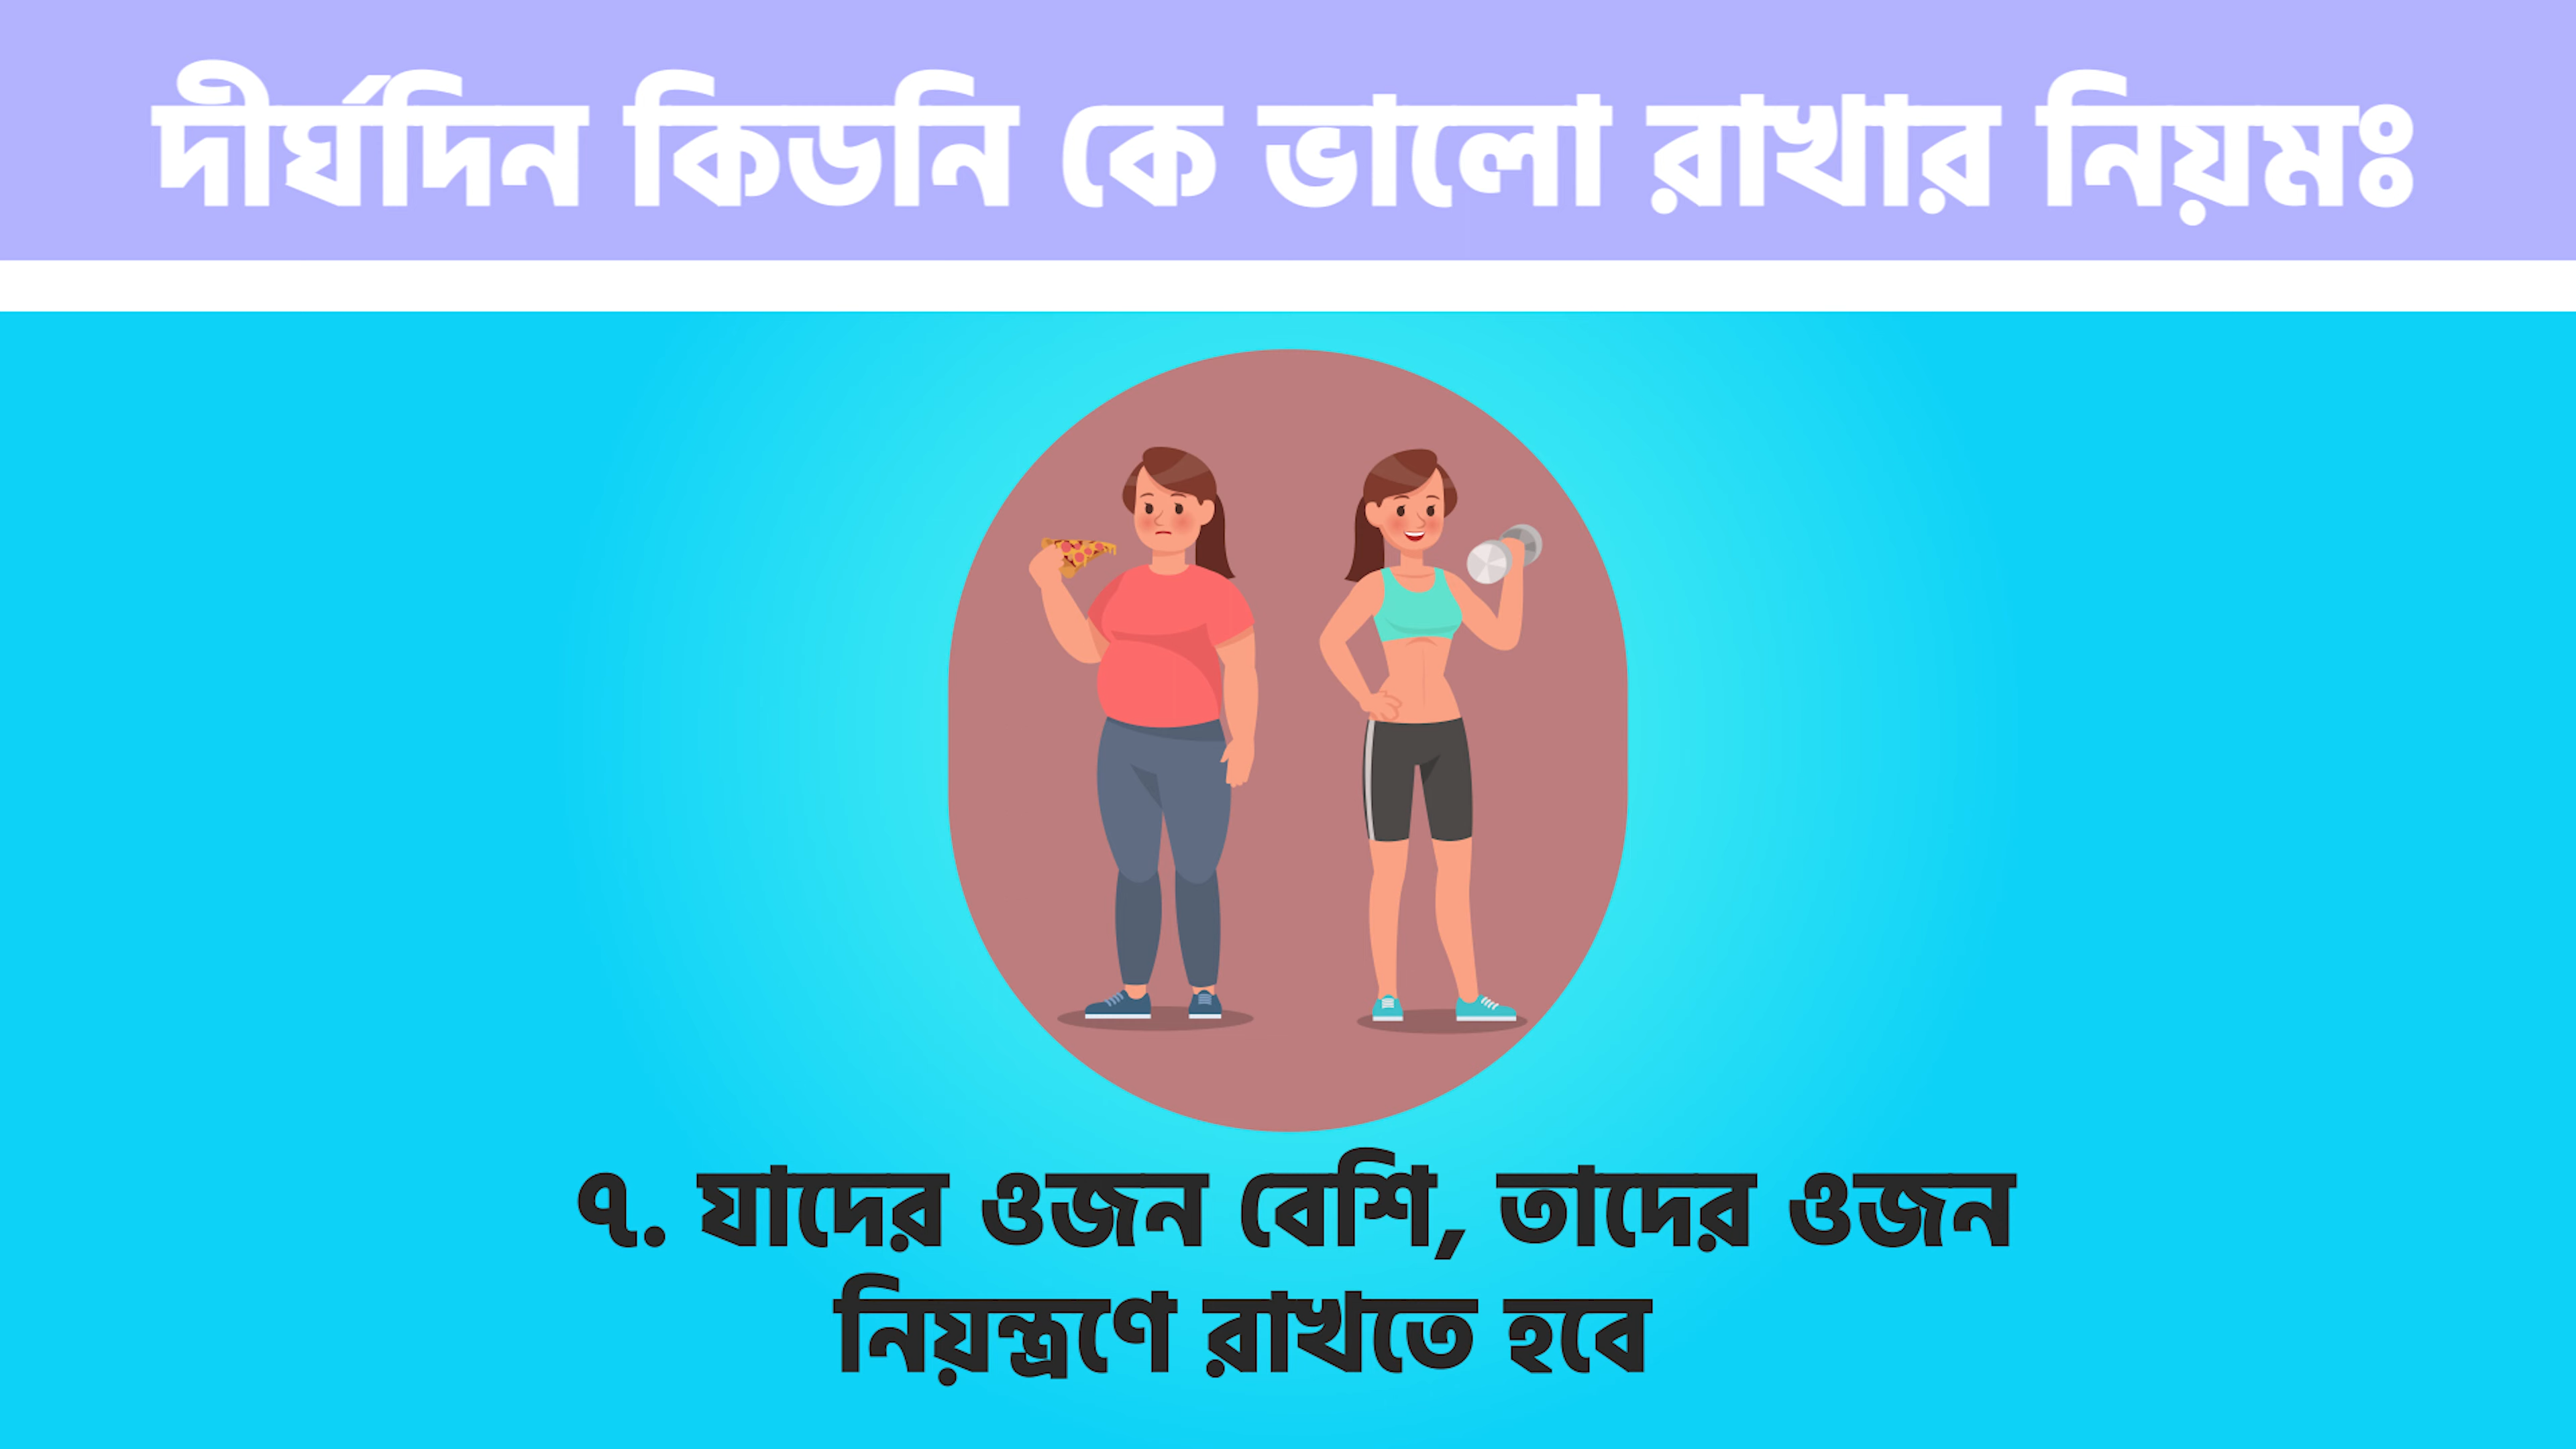 দীর্ঘদিন কিডনি কে ভালো রাখার নিয়মঃ
৭. যাদের ওজন বেশি, তাদের ওজন
নিয়ন্ত্রণে রাখতে হবে